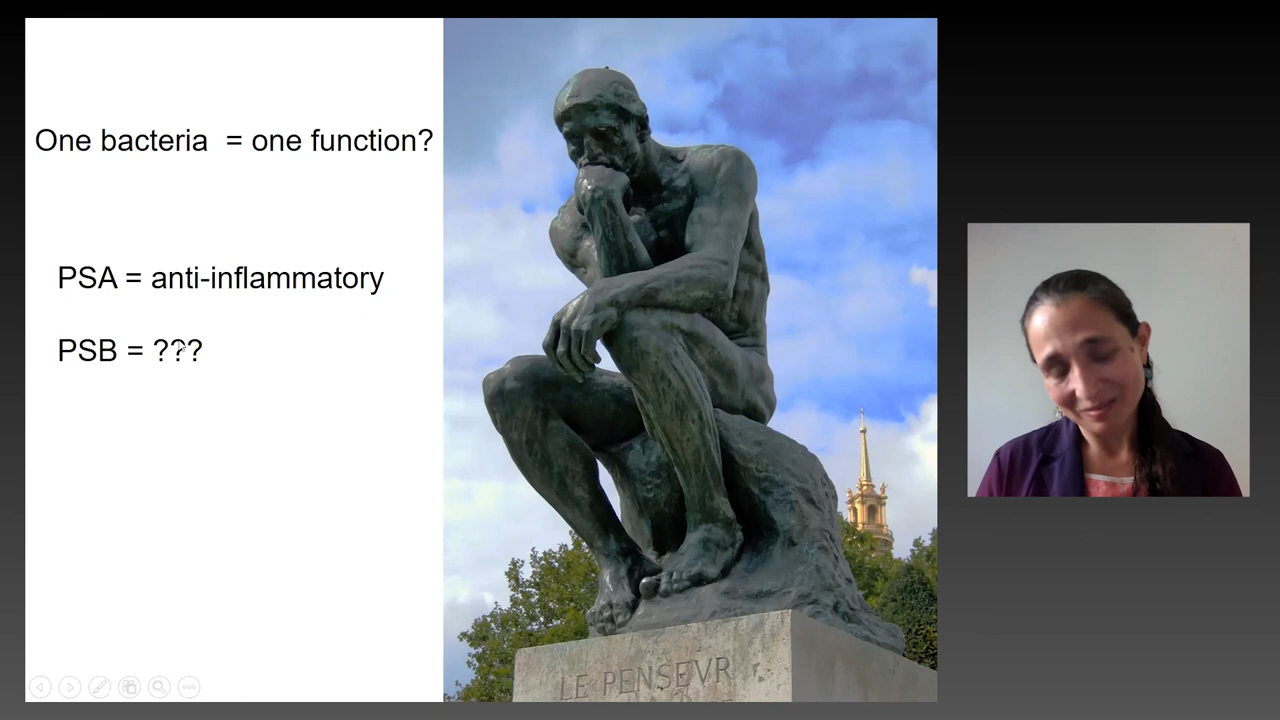 One bacteria = one function?
PSA = anti-inflammatory
PSB = ???
LE PENSEVR